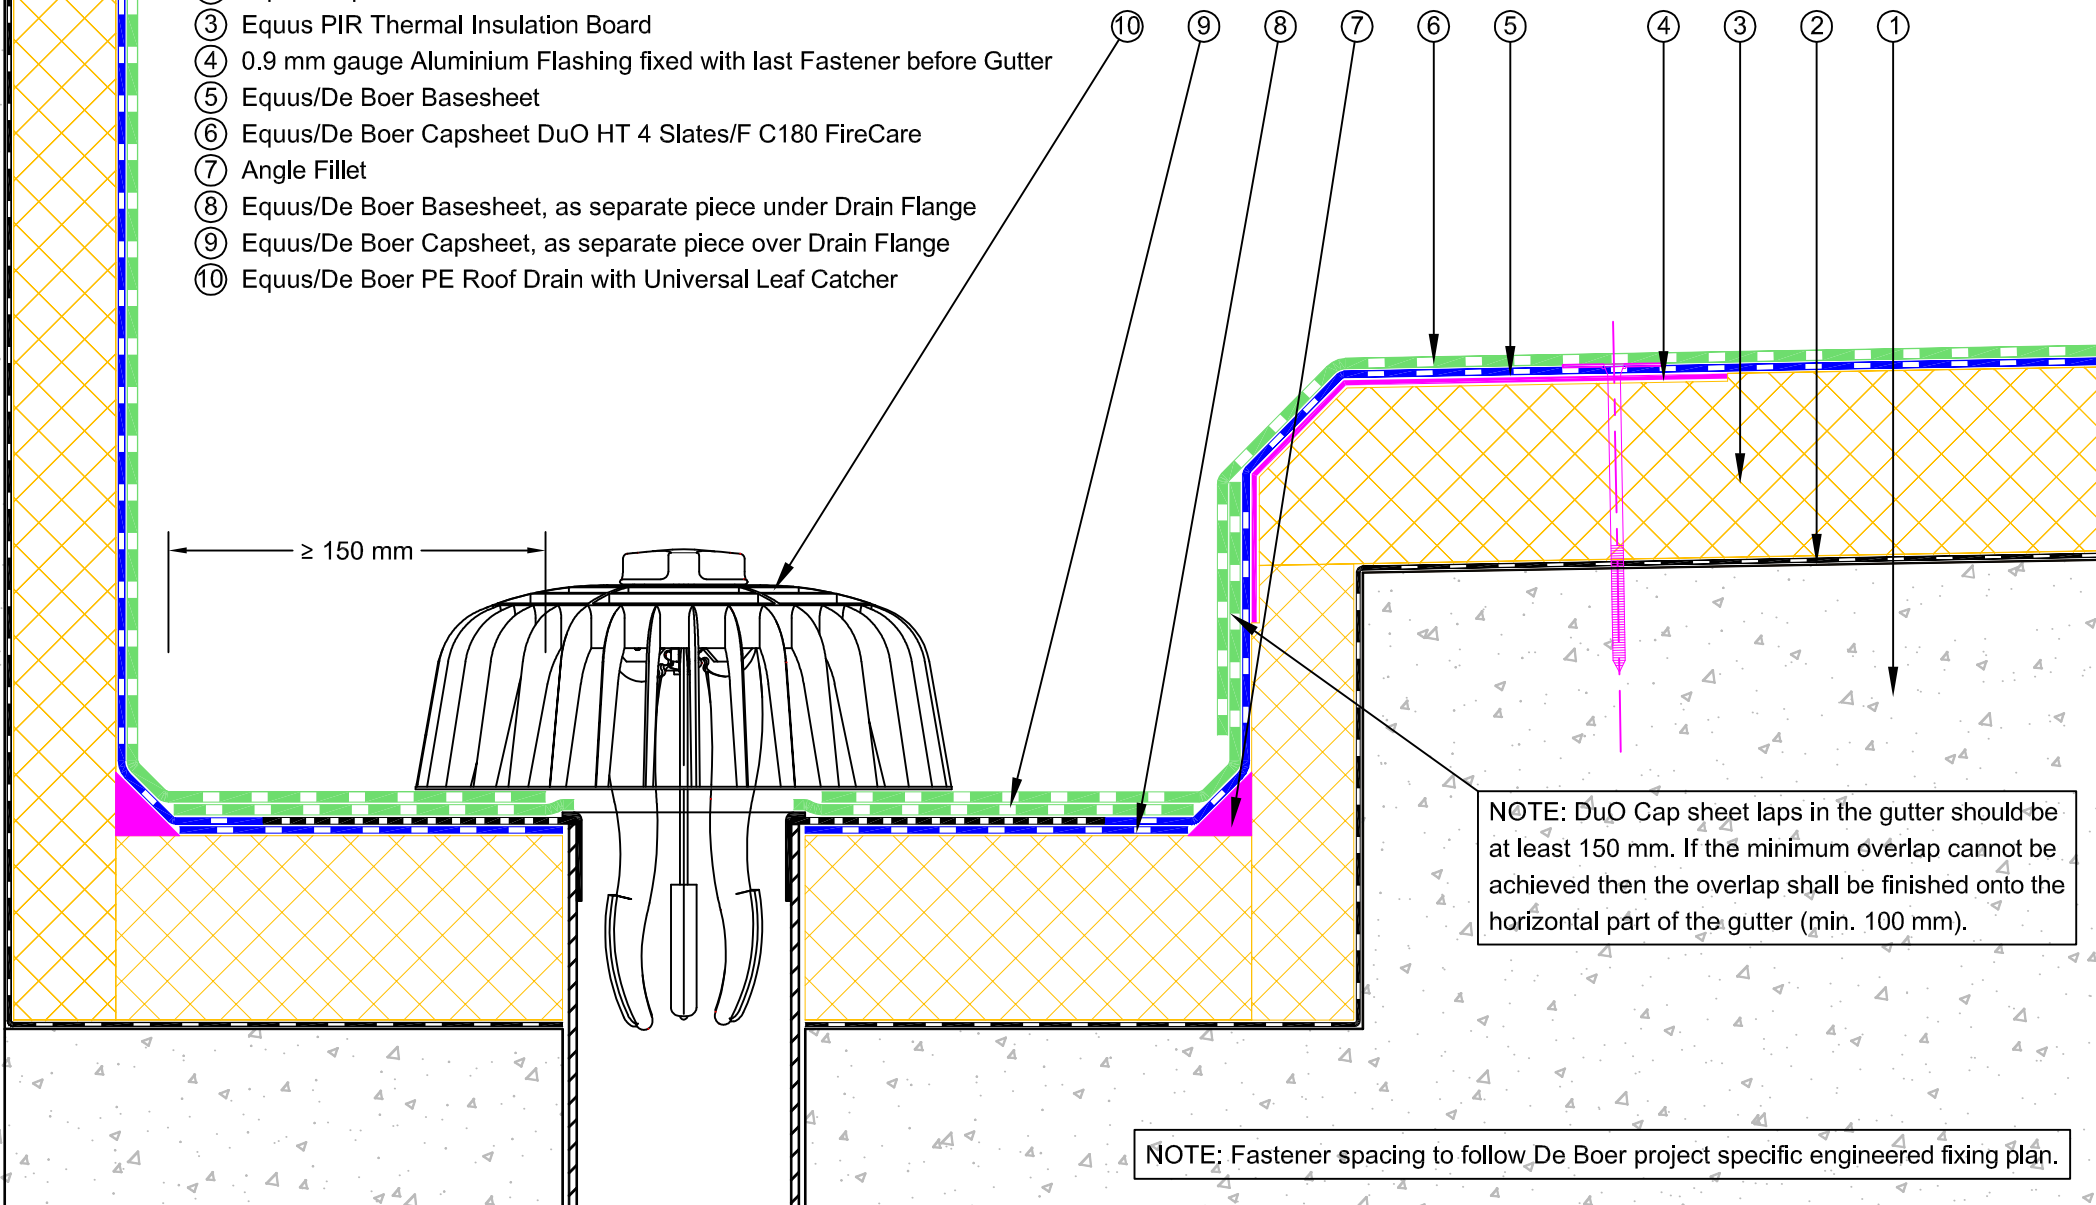 ③ Equus PIR Thermal Insulation Board
④ 0.9 mm gauge Aluminium Flashing fixed with last Fastener before Gutter
⑤ Equus/De Boer Basesheet
⑥ Equus/De Boer Capsheet DuO HT 4 Slates/F C180 FireCare
⑦ Angle Fillet
⑧ Equus/De Boer Basesheet, as separate piece under Drain Flange
⑨ Equus/De Boer Capsheet, as separate piece over Drain Flange
⑩ Equus/De Boer PE Roof Drain with Universal Leaf Catcher
⑩ ⑨ ⑧ ⑦ ⑥ ⑤ ④ ③ ② ①
≥ 150 mm
NOTE: DuO Cap sheet laps in the gutter should be
at least 150 mm. If the minimum overlap cannot be
achieved then the overlap shall be finished onto the
horizontal part of the gutter (min. 100 mm).
NOTE: Fastener spacing to follow De Boer project specific engineered fixing plan.